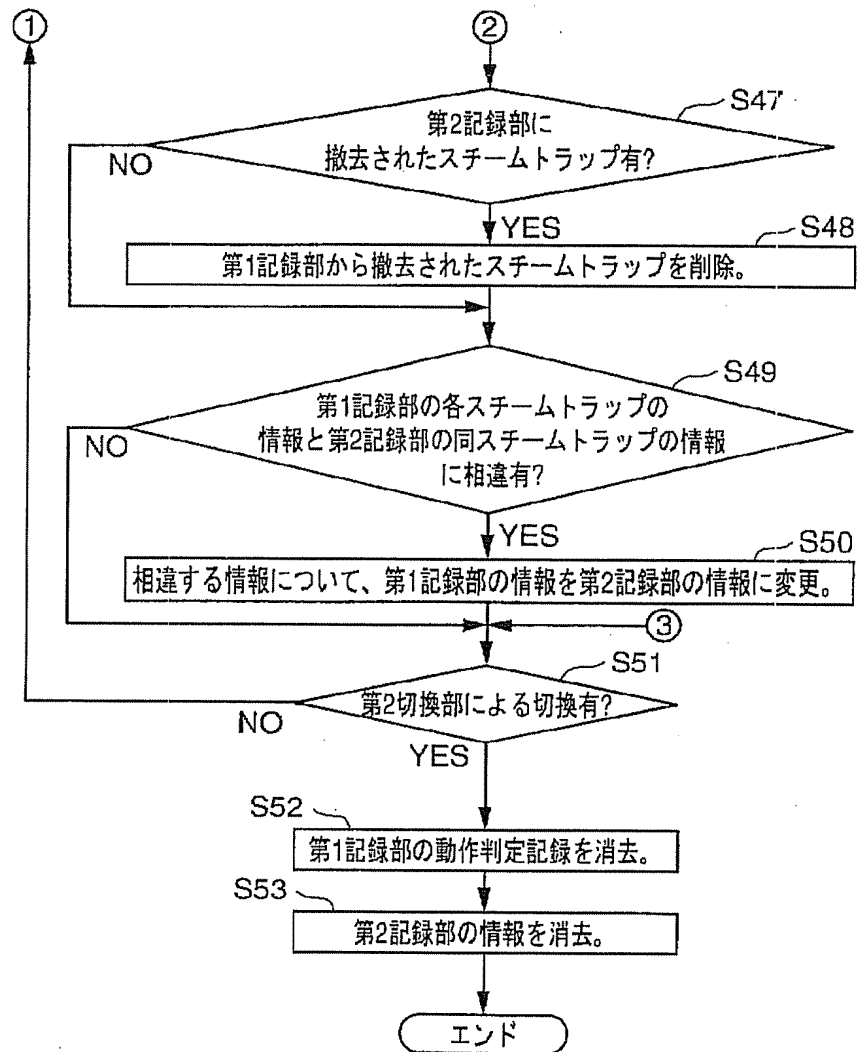 ①
②
S47
第2記録部に
撤去されたスチームトラップ有?
NO
YES
S48
第1記録部から撤去されたスチームトラップを削除。
S49
第1記録部の各スチームトラップの
情報と第2記録部の同スチームトラップの情報
に相違有?
NO
YES
S50
相違する情報について、第1記録部の情報を第2記録部の情報に変更。
③
S51
第2切換部による切換有?
NO
YES
S52
第1記録部の動作判定記録を消去。
S53
第2記録部の情報を消去。
エンド